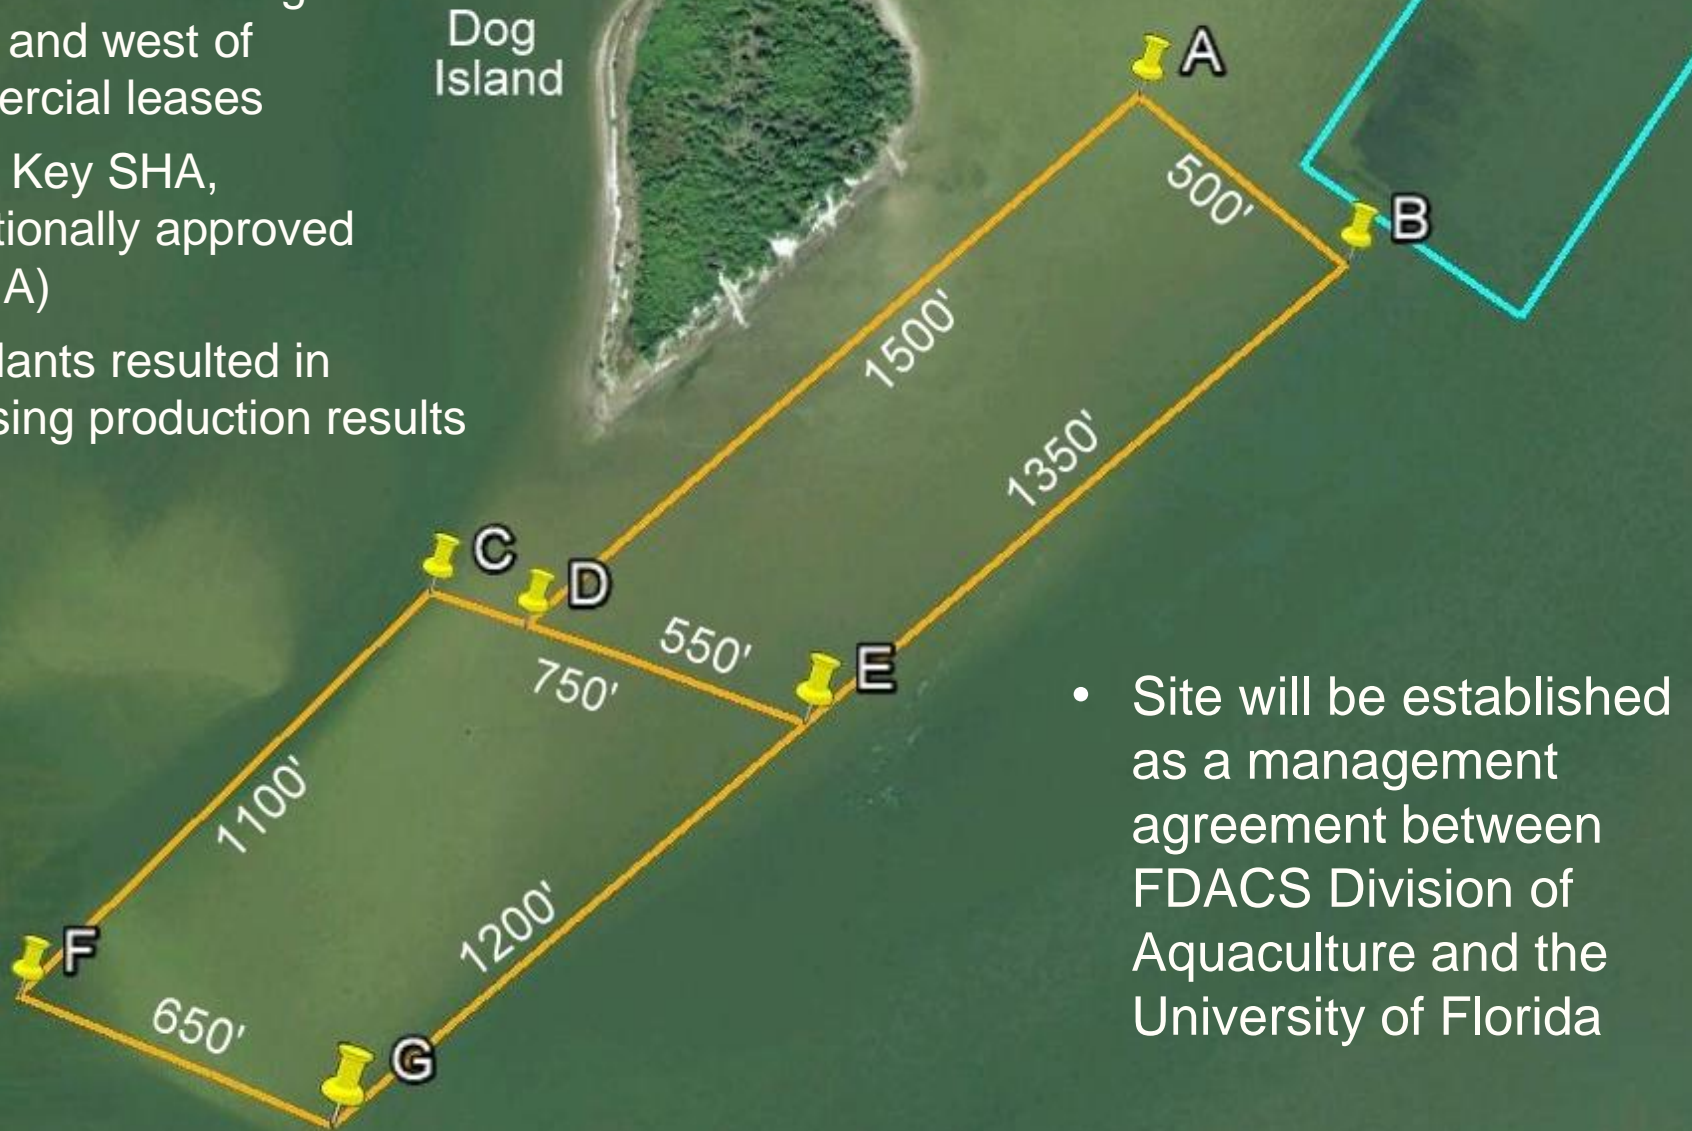 and west of
ercial leases
Key SHA,
tionally approved
A)
lants resulted in
sing production results
Dog
Island
A
500'
B
1500'
1350'
C
D
550'
750'
E
1100'
1200'
F
650'
G
• Site will be established
as a management
agreement between
FDACS Division of
Aquaculture and the
University of Florida